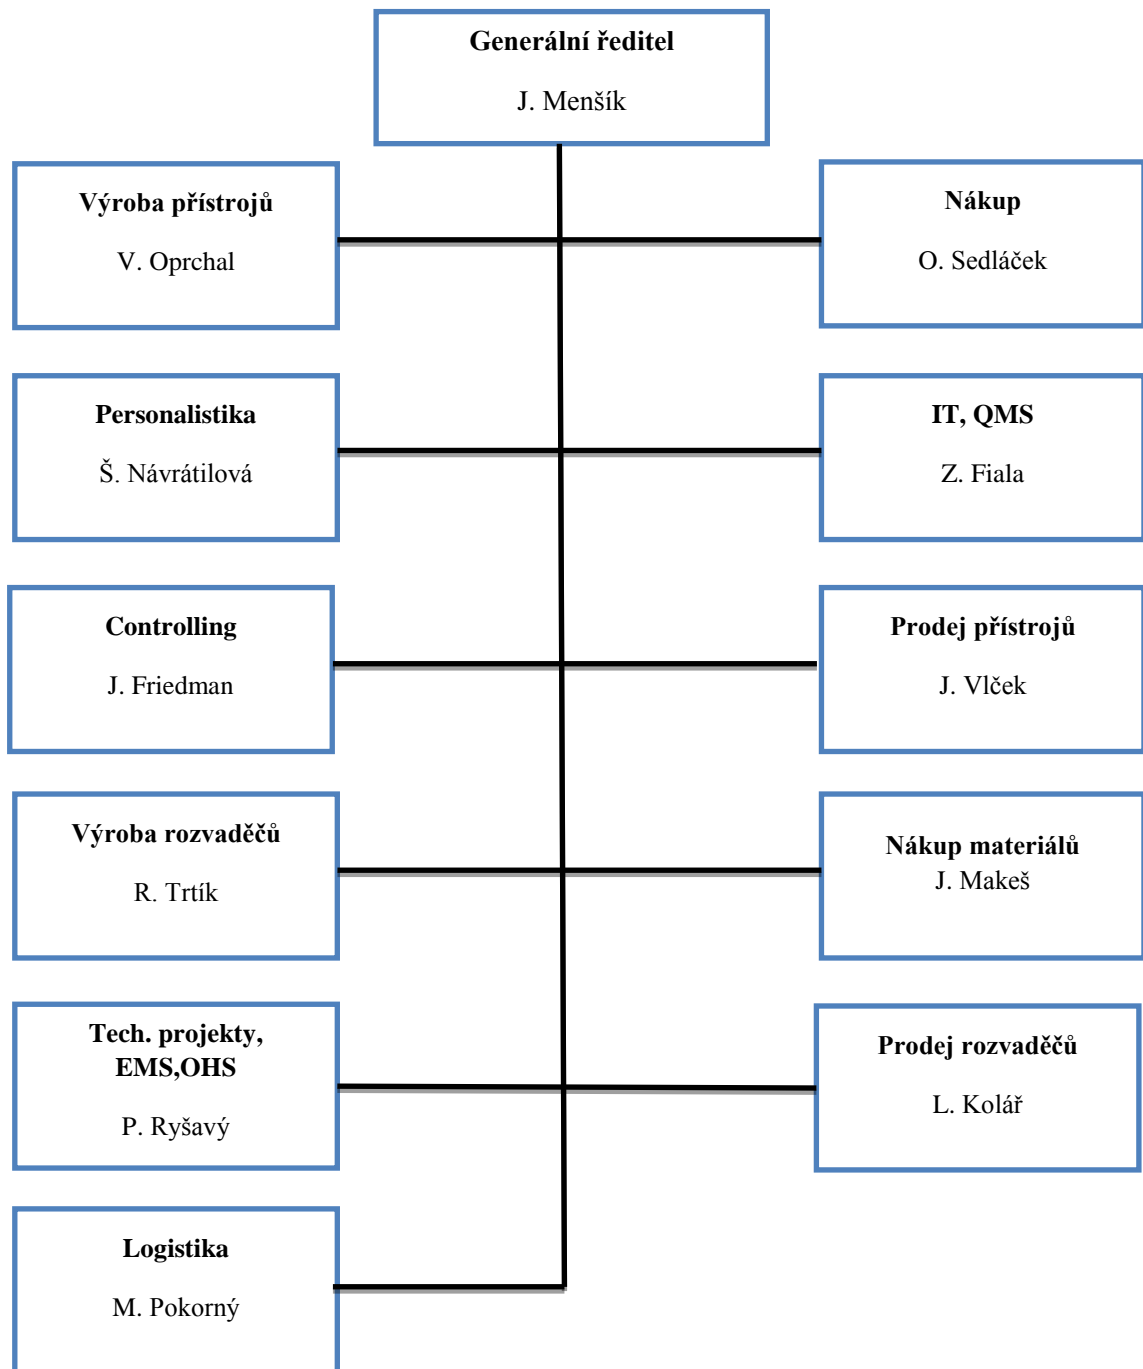 Generální ředitel
J. Menšík
Výroba přístrojů
V. Oprchal
Nákup
O. Sedláček
Personalistika
Š. Návrátilová
IT, QMS
Z. Fiala
Controlling
J. Friedman
Prodej přístrojů
J. Vlček
Výroba rozvaděčů
R. Trtík
Nákup materiálů
J. Makeš
Tech. projekty,
EMS,OHS
P. Ryšavý
Prodej rozvaděčů
L. Kolář
Logistika
M. Pokorný